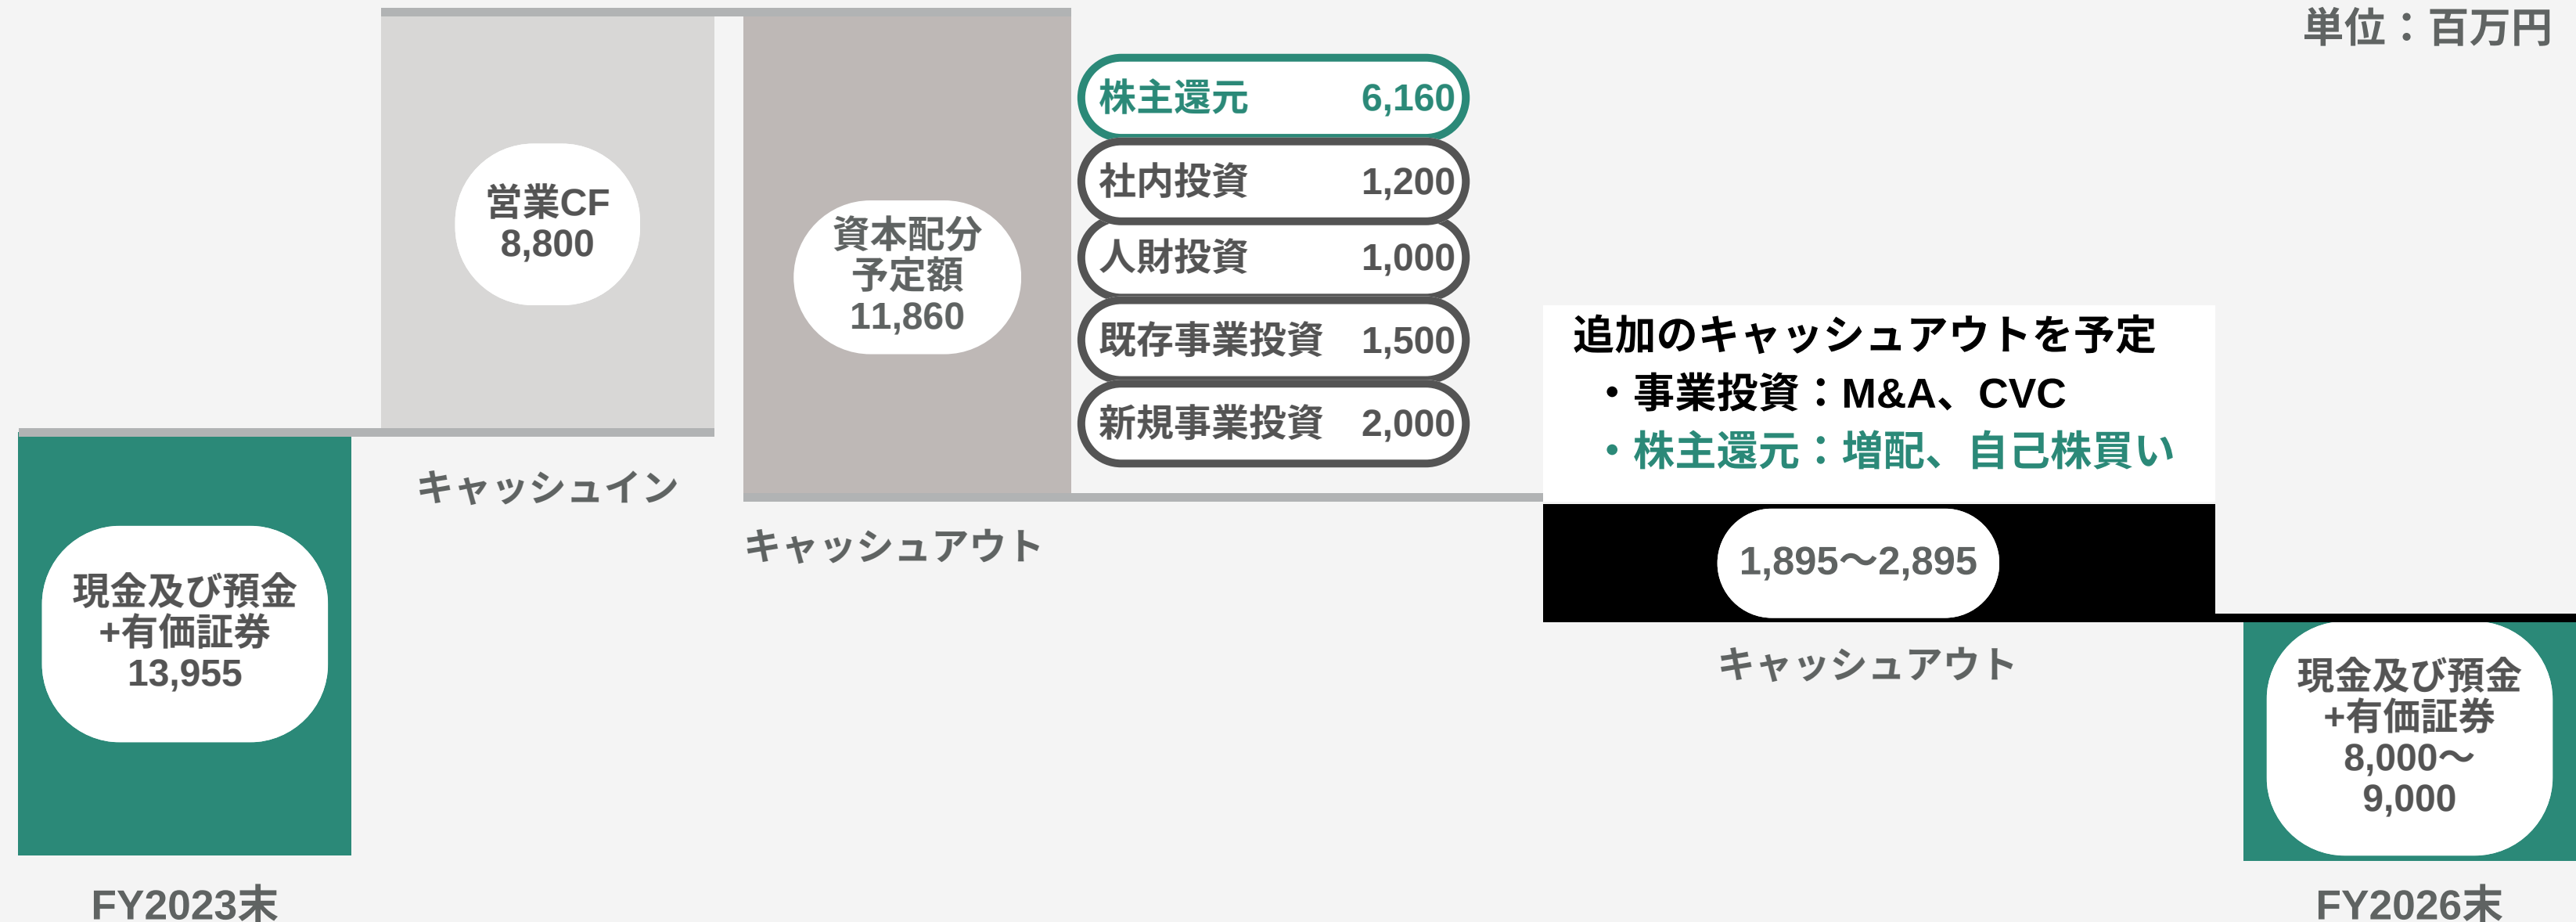 単位：百万円
営業CF
8,800
資本配分
予定額
11,860
株主還元 6,160
社内投資 1,200
人財投資 1,000
既存事業投資 1,500
新規事業投資 2,000
追加のキャッシュアウトを予定
・事業投資：M&A、CVC
・株主還元：増配、自己株買い
キャッシュイン
キャッシュアウト
1,895～2,895
キャッシュアウト
現金及び預金
+有価証券
13,955
現金及び預金
+有価証券
8,000～
9,000
FY2023末
FY2026末